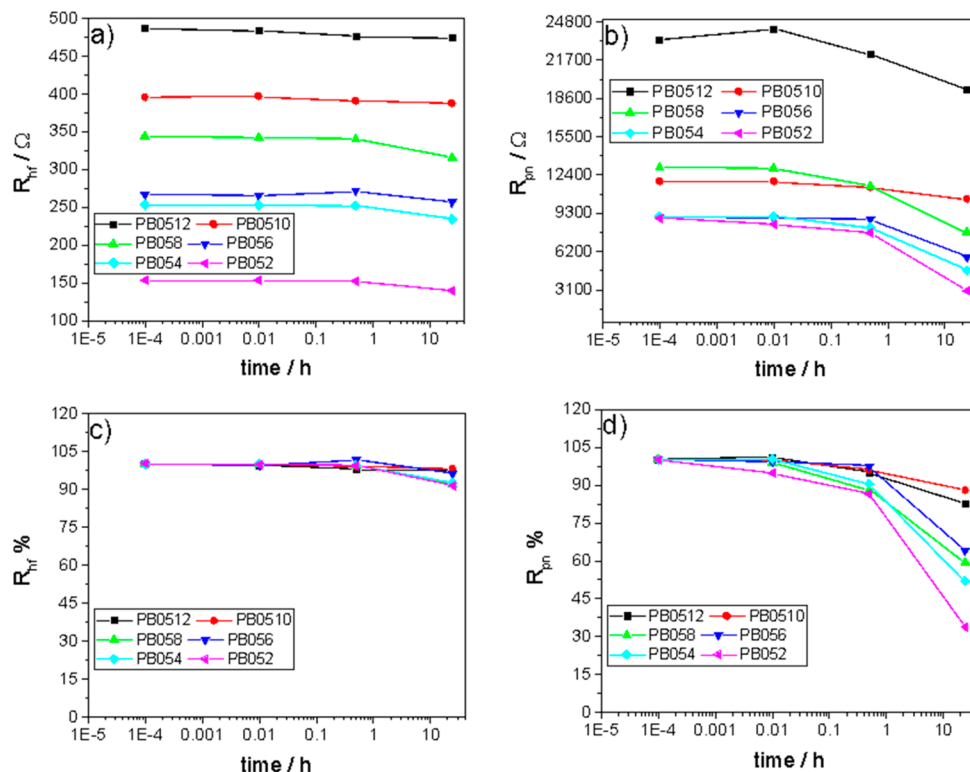 a)
500
450
400
350
300
250
200
150
100
R_hf / Ω
PB0512 PB0510
PB058 PB056
PB054 PB052
1E-5 1E-4 0.001 0.01 0.1 1 10
time / h
b)
24800
21700
18600
15500
12400
9300
6200
3100
R_pn / Ω
PB0512 PB0510
PB058 PB056
PB054 PB052
1E-5 1E-4 0.001 0.01 0.1 1 10
time / h
c)
120
105
90
75
60
45
30
15
0
R_hf %
PB0512 PB0510
PB058 PB056
PB054 PB052
1E-5 1E-4 0.001 0.01 0.1 1 10
time / h
d)
120
105
90
75
60
45
30
15
0
R_pn %
PB0512 PB0510
PB058 PB056
PB054 PB052
1E-5 1E-4 0.001 0.01 0.1 1 10
time / h